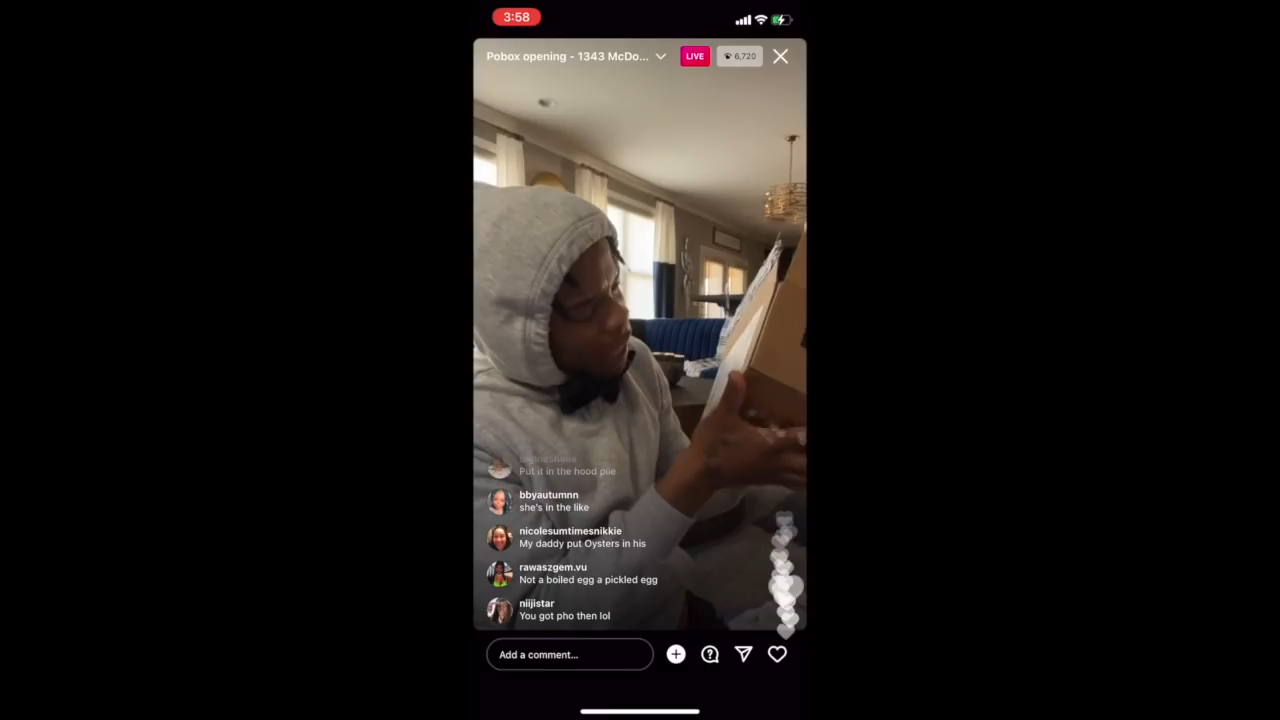 3:58
Pobox opening - 1343 McDo...
LIVE
6,720
Put it in the hood piie
bbyautumnn
she's in the like
nicolesumtimesnikkie
My daddy put Oysters in his
rawaszgem.vu
Not a boiled egg a pickled egg
niijistar
You got pho then lol
Add a comment...